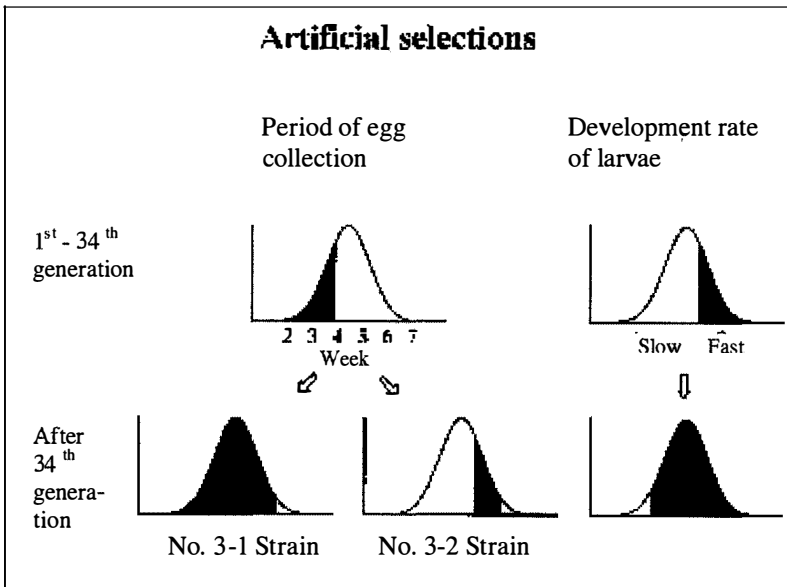 Artificial selections
Period of egg
collection
Development rate
of larvae
1st - 34 th
generation
2 3 4 5 6 7
Week
Slow Fast
After
34 th
genera-
tion
No. 3-1 Strain
No. 3-2 Strain